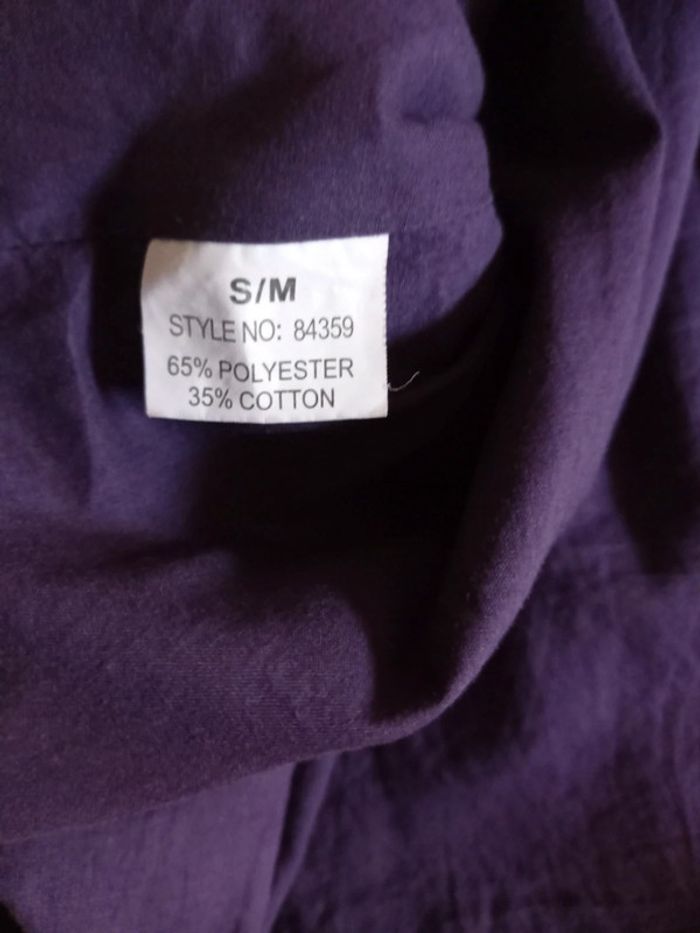 S/M
STYLE NO: 84359
65% POLYESTER
35% COTTON